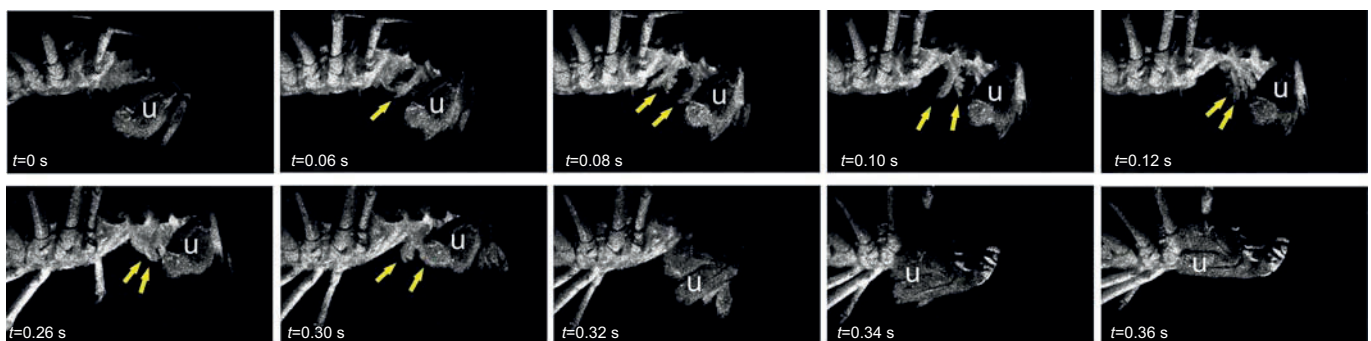 u
t=0 s
u
t=0.06 s
u
t=0.08 s
u
t=0.10 s
u
t=0.12 s
u
t=0.26 s
u
t=0.30 s
u
t=0.32 s
u
t=0.34 s
u
t=0.36 s